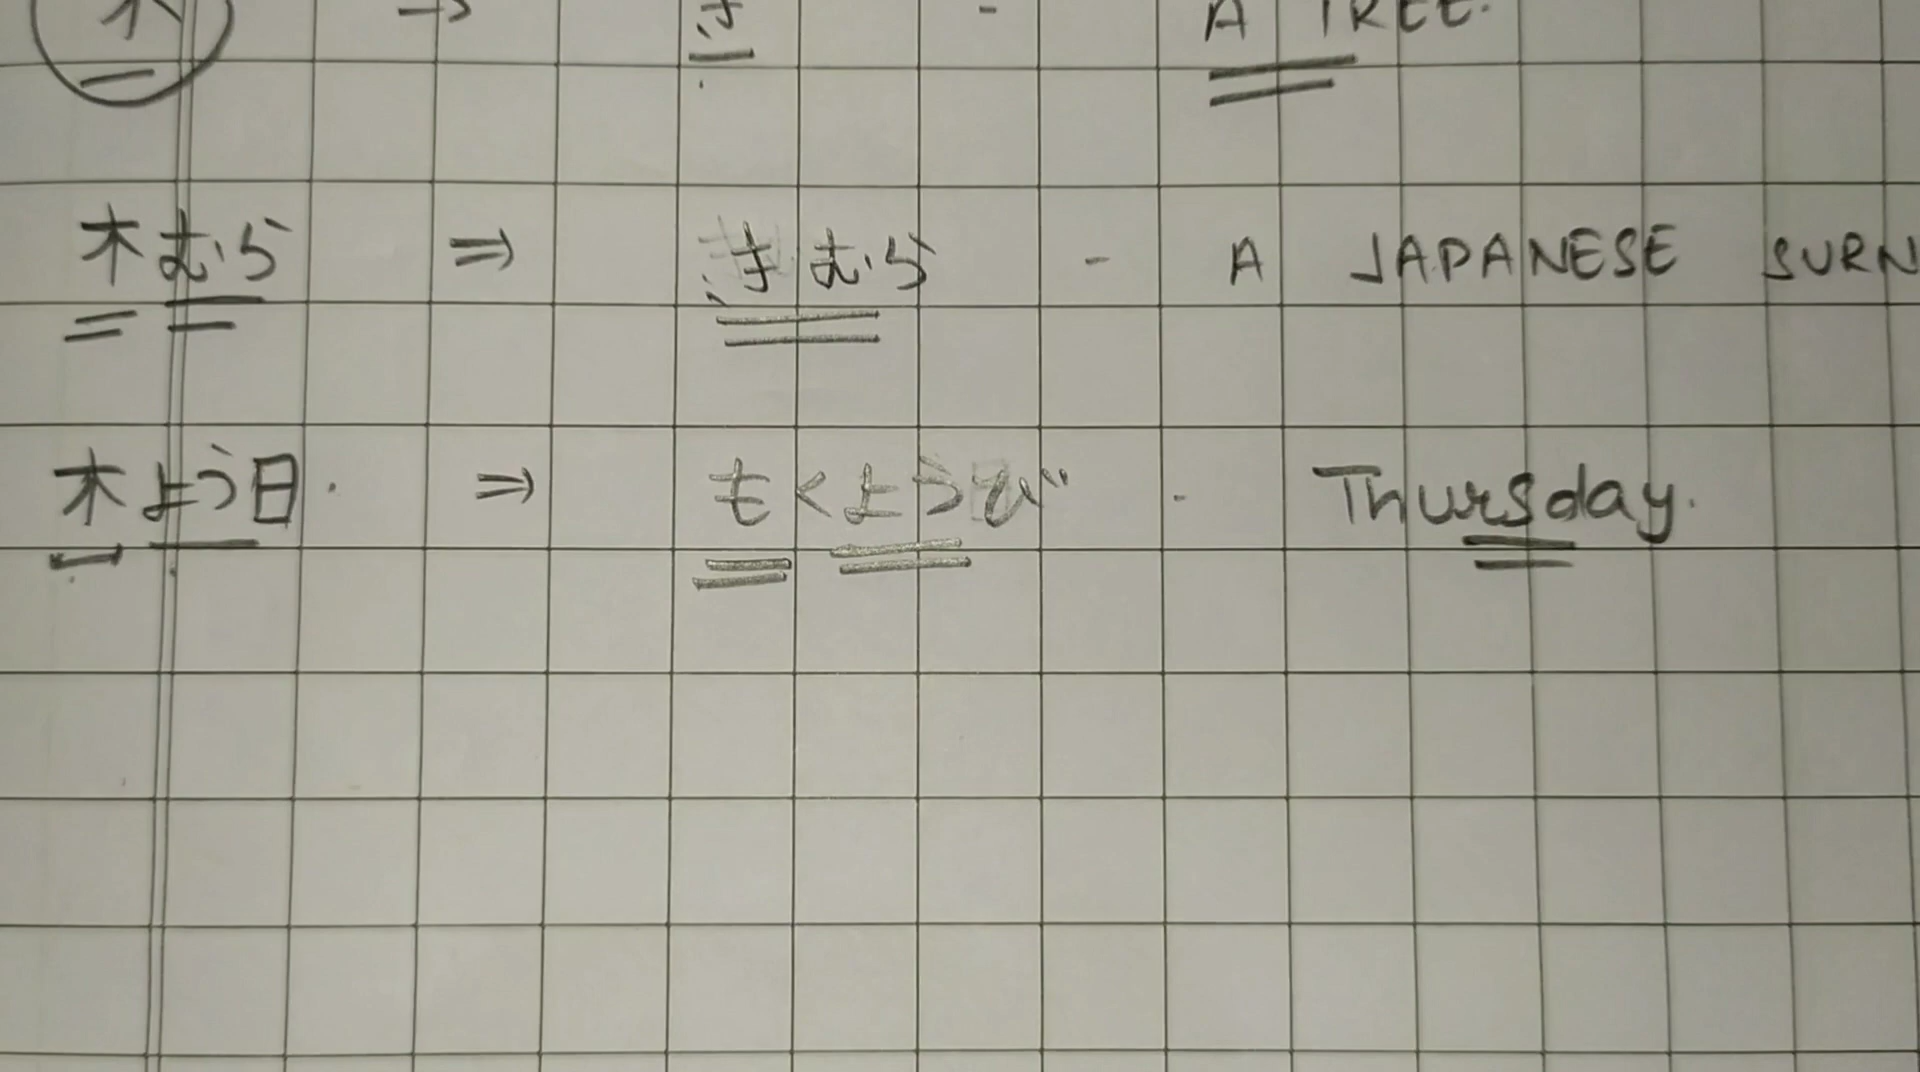 木 → き - A TREE.
木むら ⇒ きむら - A JAPANESE SURN
木よう日. ⇒ もくようび - Thursday.